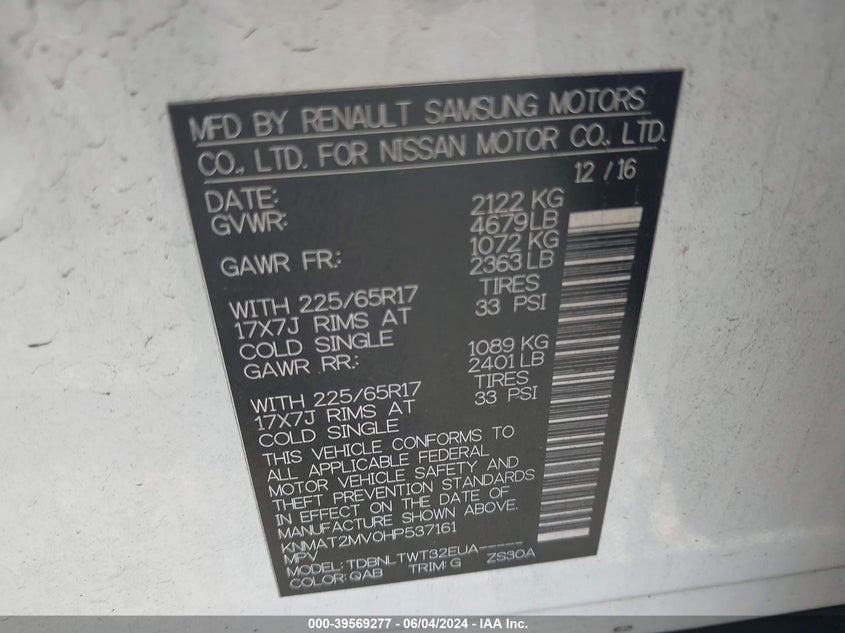 MFD BY RENAULT SAMSUNG MOTORS
CO., LTD. FOR NISSAN MOTOR CO., LTD.
DATE: 12 / 16
GVWR: 2122 KG
4679 LB
GAWR FR.: 1072 KG
2363 LB
WITH 225/65R17 TIRES
17X7J RIMS AT 33 PSI
COLD SINGLE
GAWR RR.: 1089 KG
2401 LB
WITH 225/65R17 TIRES
17X7J RIMS AT 33 PSI
COLD SINGLE
THIS VEHICLE CONFORMS TO
ALL APPLICABLE FEDERAL
MOTOR VEHICLE SAFETY AND
THEFT PREVENTION STANDARDS
IN EFFECT ON THE DATE OF
MANUFACTURE SHOWN ABOVE.
KNMAT2MV0HP537161
MPV
MODEL: TDBNLTWT32EUA-----
COLOR: QAB TRIM: G ZS30A
000-39569277 - 06/04/2024 - IAA Inc.